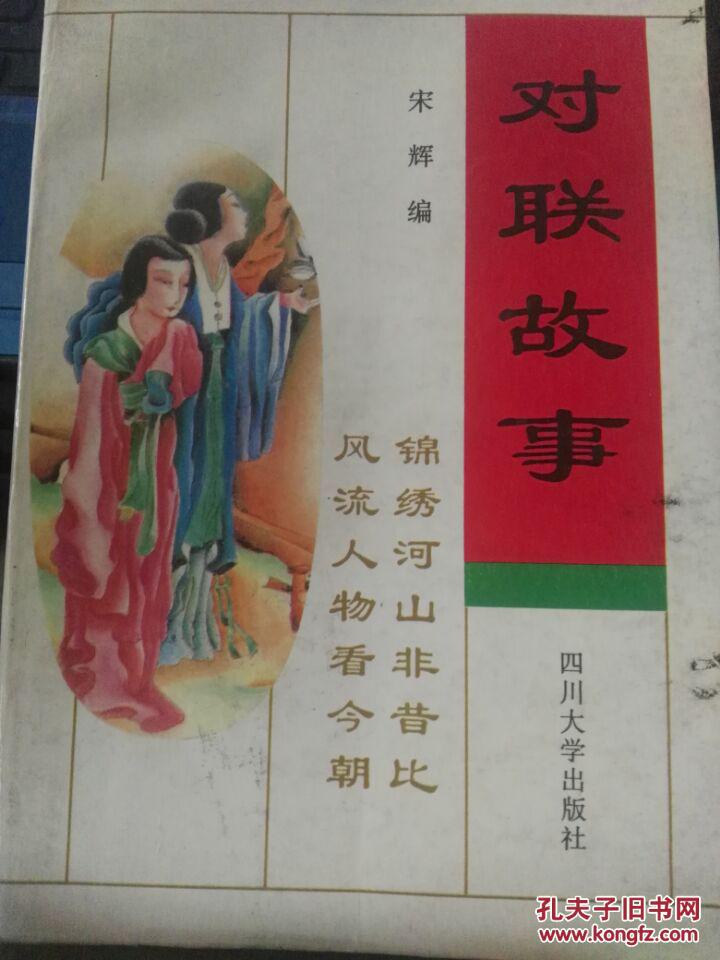 对联故事
宋辉编
锦绣河山非昔比
风流人物看今朝
四川大学出版社
孔夫子旧书网
www.kongfz.com